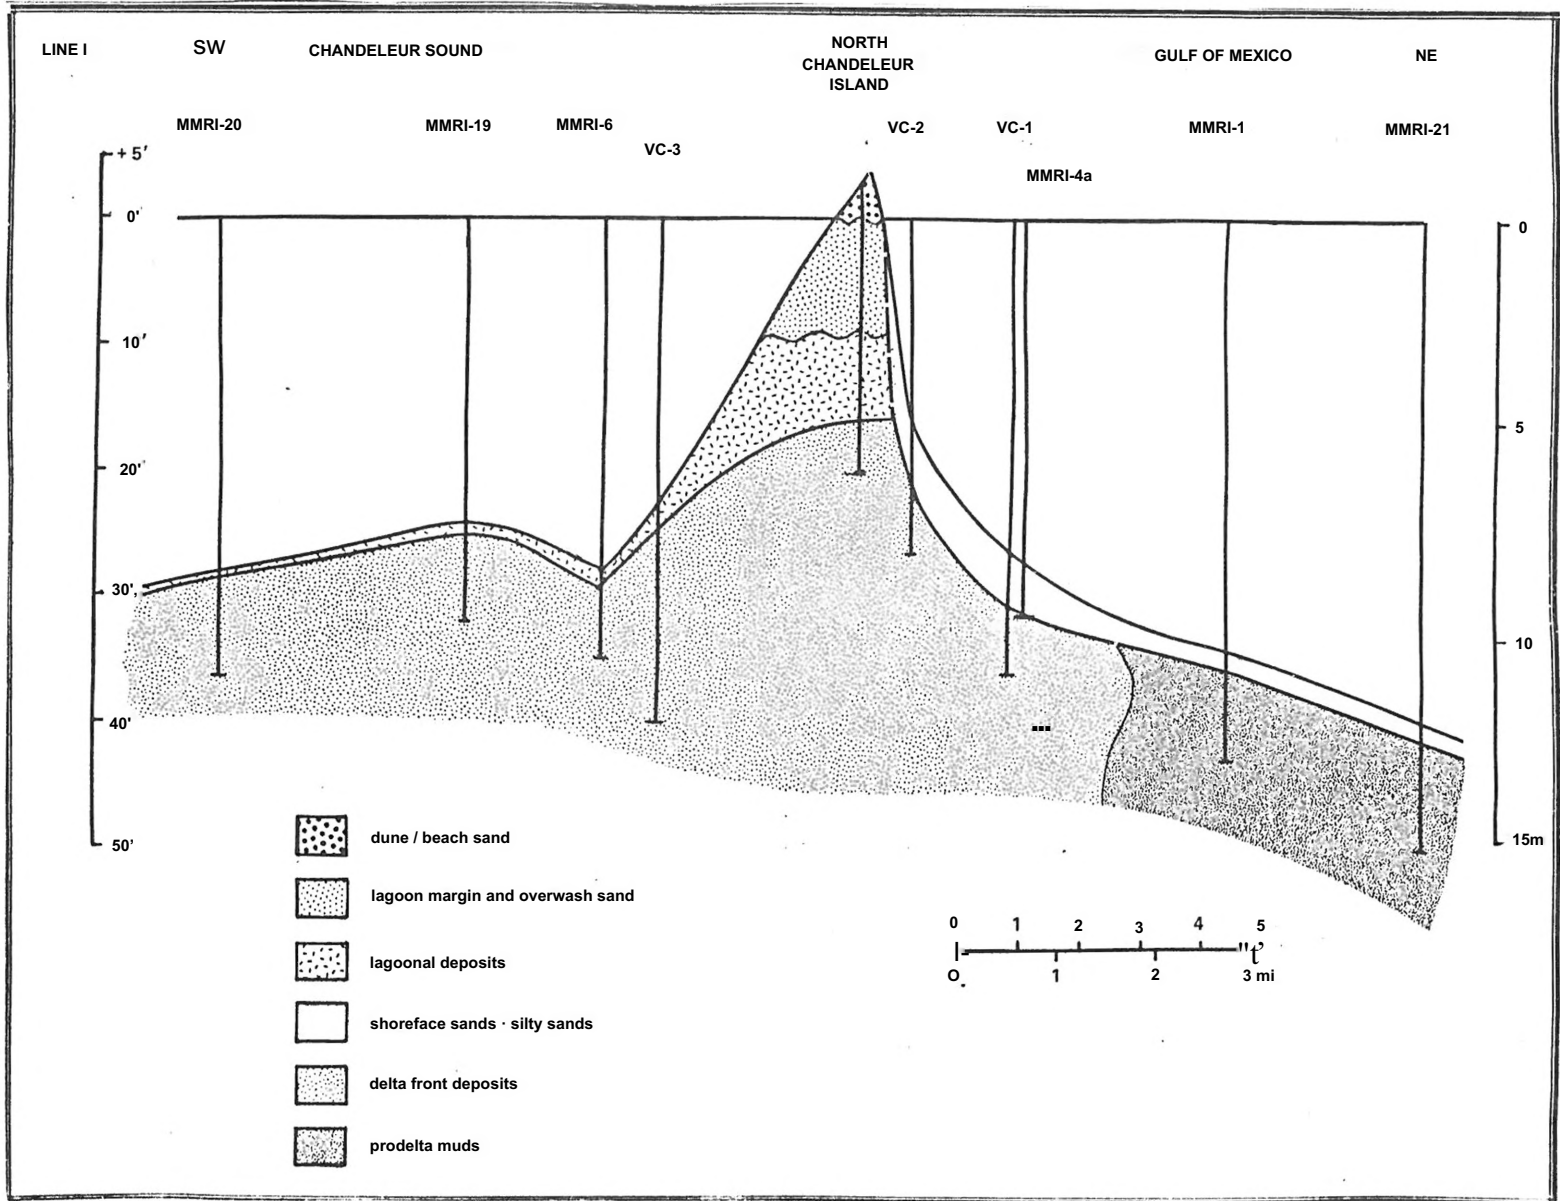 LINE I SW CHANDELEUR SOUND NORTH CHANDELEUR ISLAND GULF OF MEXICO NE
MMRI-20 MMRI-19 MMRI-6 VC-3 VC-2 VC-1 MMRI-4a MMRI-1 MMRI-21
+5'
0'
10'
20'
30'
40'
50'
0
5
10
15m
dune / beach sand
lagoon margin and overwash sand
lagoonal deposits
shoreface sands · silty sands
delta front deposits
prodelta muds
0 1 2 3 4 5
"t'
O 1 2 3 mi